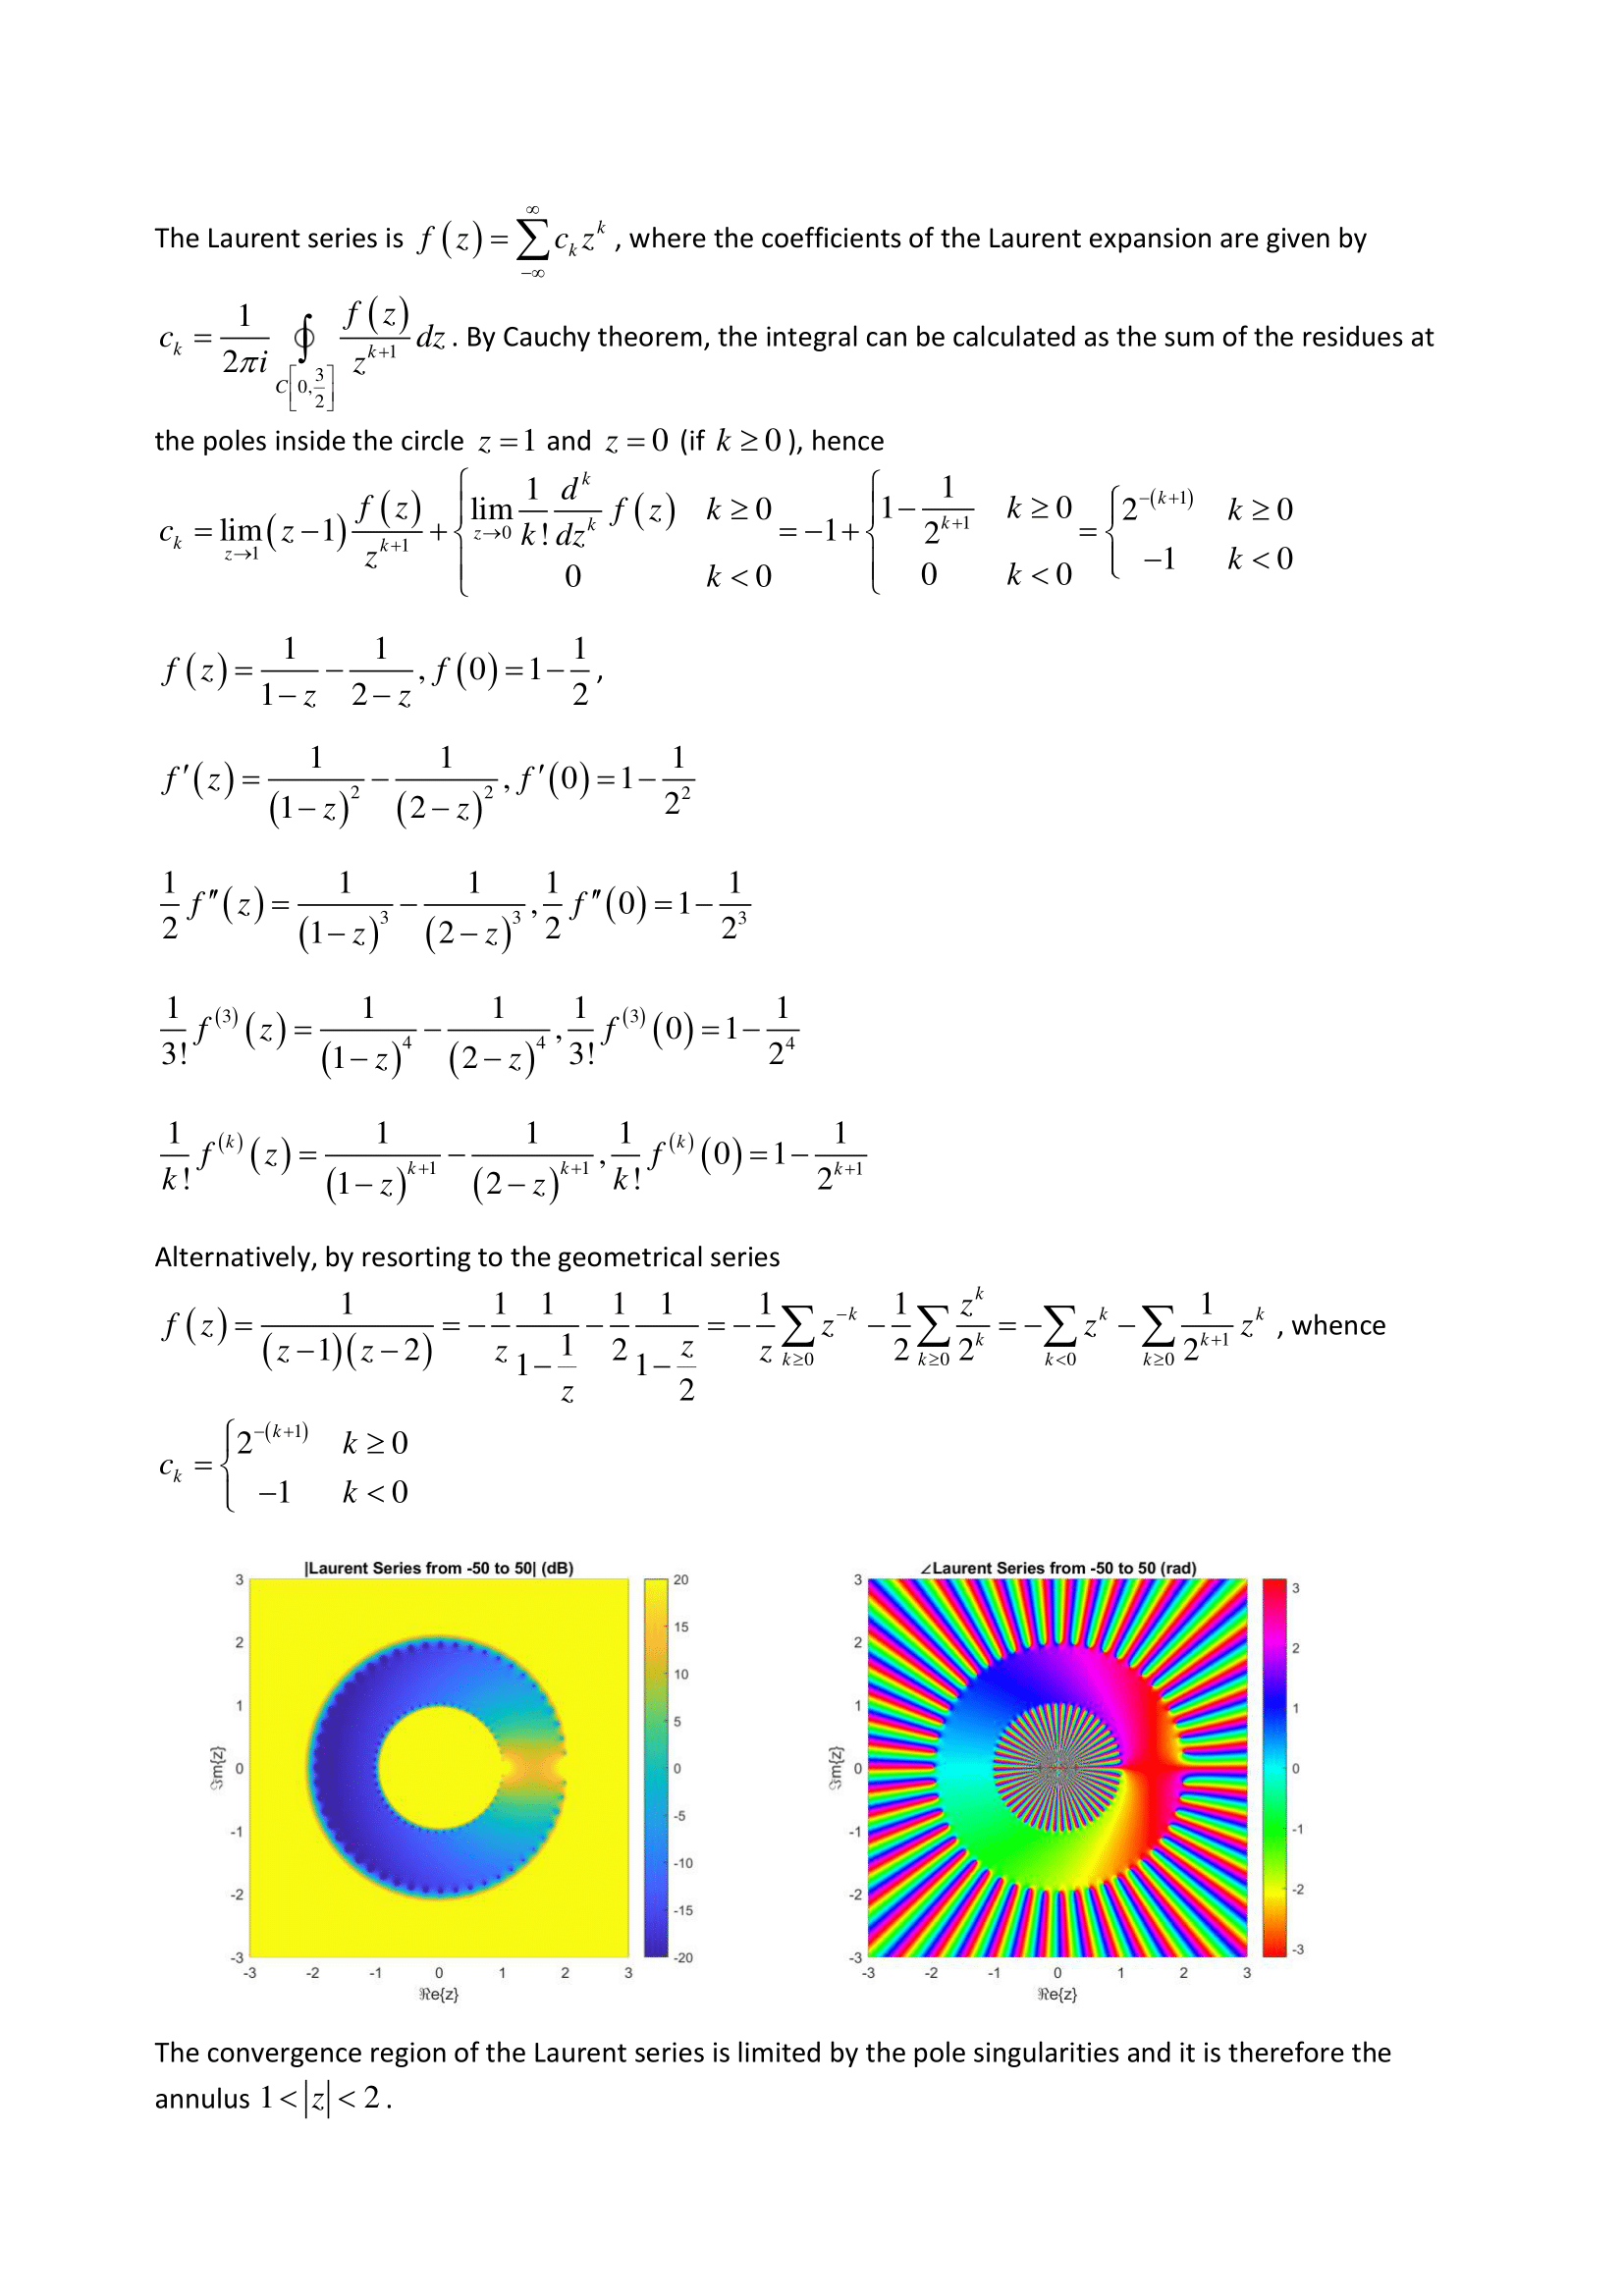 The Laurent series is $f(z)=\sum_{-\infty}^{\infty} c_k z^k$ , where the coefficients of the Laurent expansion are given by
$c_k = \frac{1}{2\pi i} \oint_{C\left[0,\frac{3}{2}\right]} \frac{f(z)}{z^{k+1}} dz$ . By Cauchy theorem, the integral can be calculated as the sum of the residues at
the poles inside the circle $z=1$ and $z=0$ (if $k \geq 0$ ), hence
$c_k = \lim_{z \to 1} (z-1) \frac{f(z)}{z^{k+1}} + \begin{cases} \lim_{z \to 0} \frac{1}{k!} \frac{d^k}{dz^k} f(z) & k \geq 0 \\ 0 & k < 0 \end{cases} = -1 + \begin{cases} 1 - \frac{1}{2^{k+1}} & k \geq 0 \\ 0 & k < 0 \end{cases} = \begin{cases} 2^{-(k+1)} & k \geq 0 \\ -1 & k < 0 \end{cases}$
$f(z) = \frac{1}{1-z} - \frac{1}{2-z}, f(0) = 1 - \frac{1}{2}$ ,
$f'(z) = \frac{1}{(1-z)^2} - \frac{1}{(2-z)^2}, f'(0) = 1 - \frac{1}{2^2}$
$\frac{1}{2} f''(z) = \frac{1}{(1-z)^3} - \frac{1}{(2-z)^3}, \frac{1}{2} f''(0) = 1 - \frac{1}{2^3}$
$\frac{1}{3!} f^{(3)}(z) = \frac{1}{(1-z)^4} - \frac{1}{(2-z)^4}, \frac{1}{3!} f^{(3)}(0) = 1 - \frac{1}{2^4}$
$\frac{1}{k!} f^{(k)}(z) = \frac{1}{(1-z)^{k+1}} - \frac{1}{(2-z)^{k+1}}, \frac{1}{k!} f^{(k)}(0) = 1 - \frac{1}{2^{k+1}}$
Alternatively, by resorting to the geometrical series
$f(z) = \frac{1}{(z-1)(z-2)} = -\frac{1}{z} \frac{1}{1-\frac{1}{z}} - \frac{1}{2} \frac{1}{1-\frac{z}{2}} = -\frac{1}{z} \sum_{k \geq 0} z^{-k} - \frac{1}{2} \sum_{k \geq 0} \frac{z^k}{2^k} = -\sum_{k<0} z^k - \sum_{k \geq 0} \frac{1}{2^{k+1}} z^k$ , whence
$c_k = \begin{cases} 2^{-(k+1)} & k \geq 0 \\ -1 & k < 0 \end{cases}$
|Laurent Series from -50 to 50| (dB)
3
2
1
0
-1
-2
-3
ℑm{z}
-3 -2 -1 0 1 2 3
ℜe{z}
20
15
10
5
0
-5
-10
-15
-20
∠Laurent Series from -50 to 50 (rad)
3
2
1
0
-1
-2
-3
ℑm{z}
-3 -2 -1 0 1 2 3
ℜe{z}
3
2
1
0
-1
-2
-3
The convergence region of the Laurent series is limited by the pole singularities and it is therefore the
annulus $1 < |z| < 2$ .